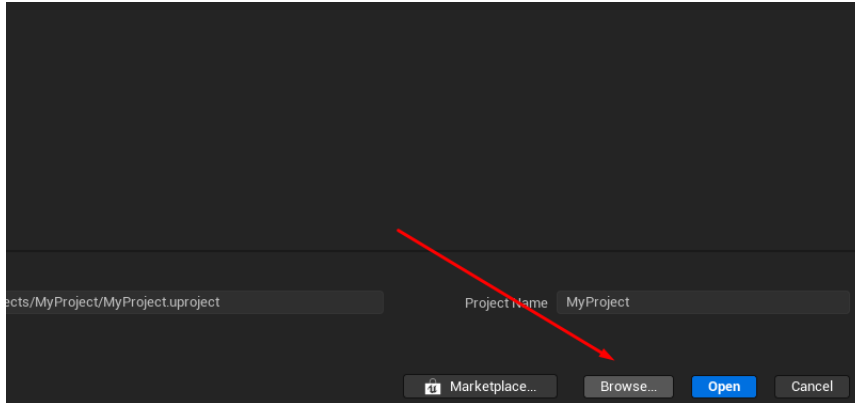 ects/MyProject/MyProject.uproject
Project Name
MyProject
Marketplace...
Browse...
Open
Cancel